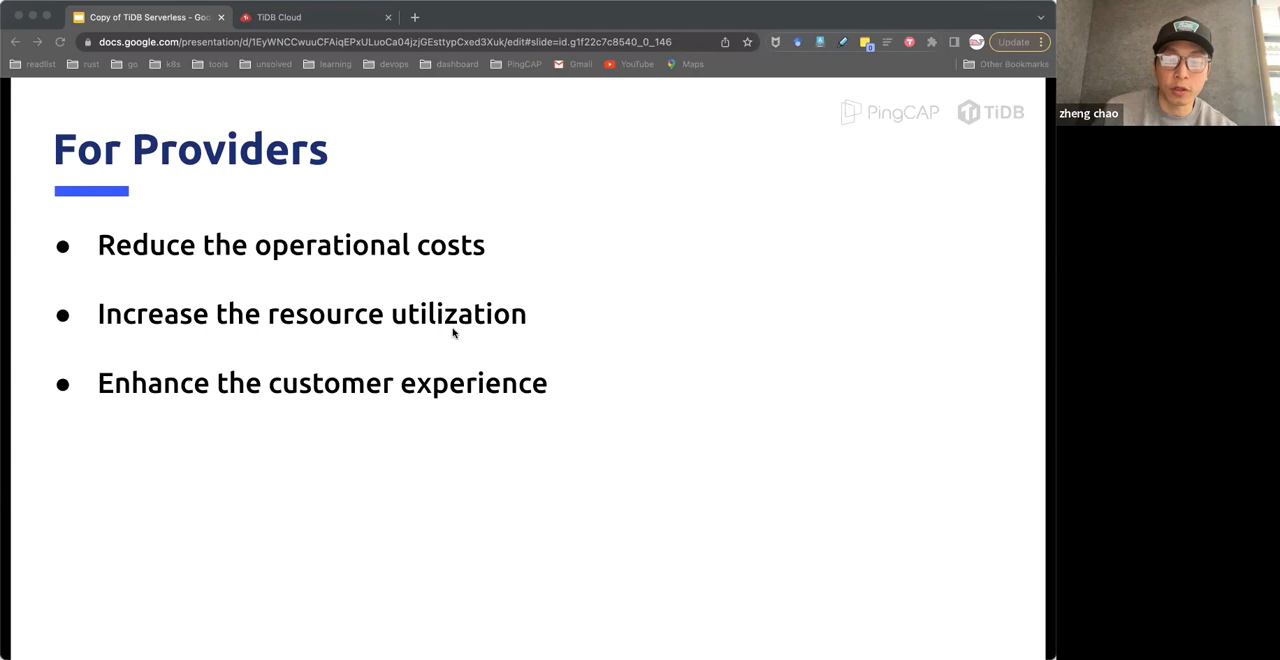 Copy of TiDB Serverless - Goo
TiDB Cloud
docs.google.com/presentation/d/1EyWNCCwuuCFAiqEPxULuoCa04jzjGEsttypCxed3Xuk/edit#slide=id.g1f22c7c8540_0_146
Update
readlist
rust
go
k8s
tools
unsolved
learning
devops
dashboard
PingCAP
Gmail
YouTube
Maps
Other Bookmarks
PingCAP
TiDB
zheng chao
For Providers
● Reduce the operational costs
● Increase the resource utilization
● Enhance the customer experience